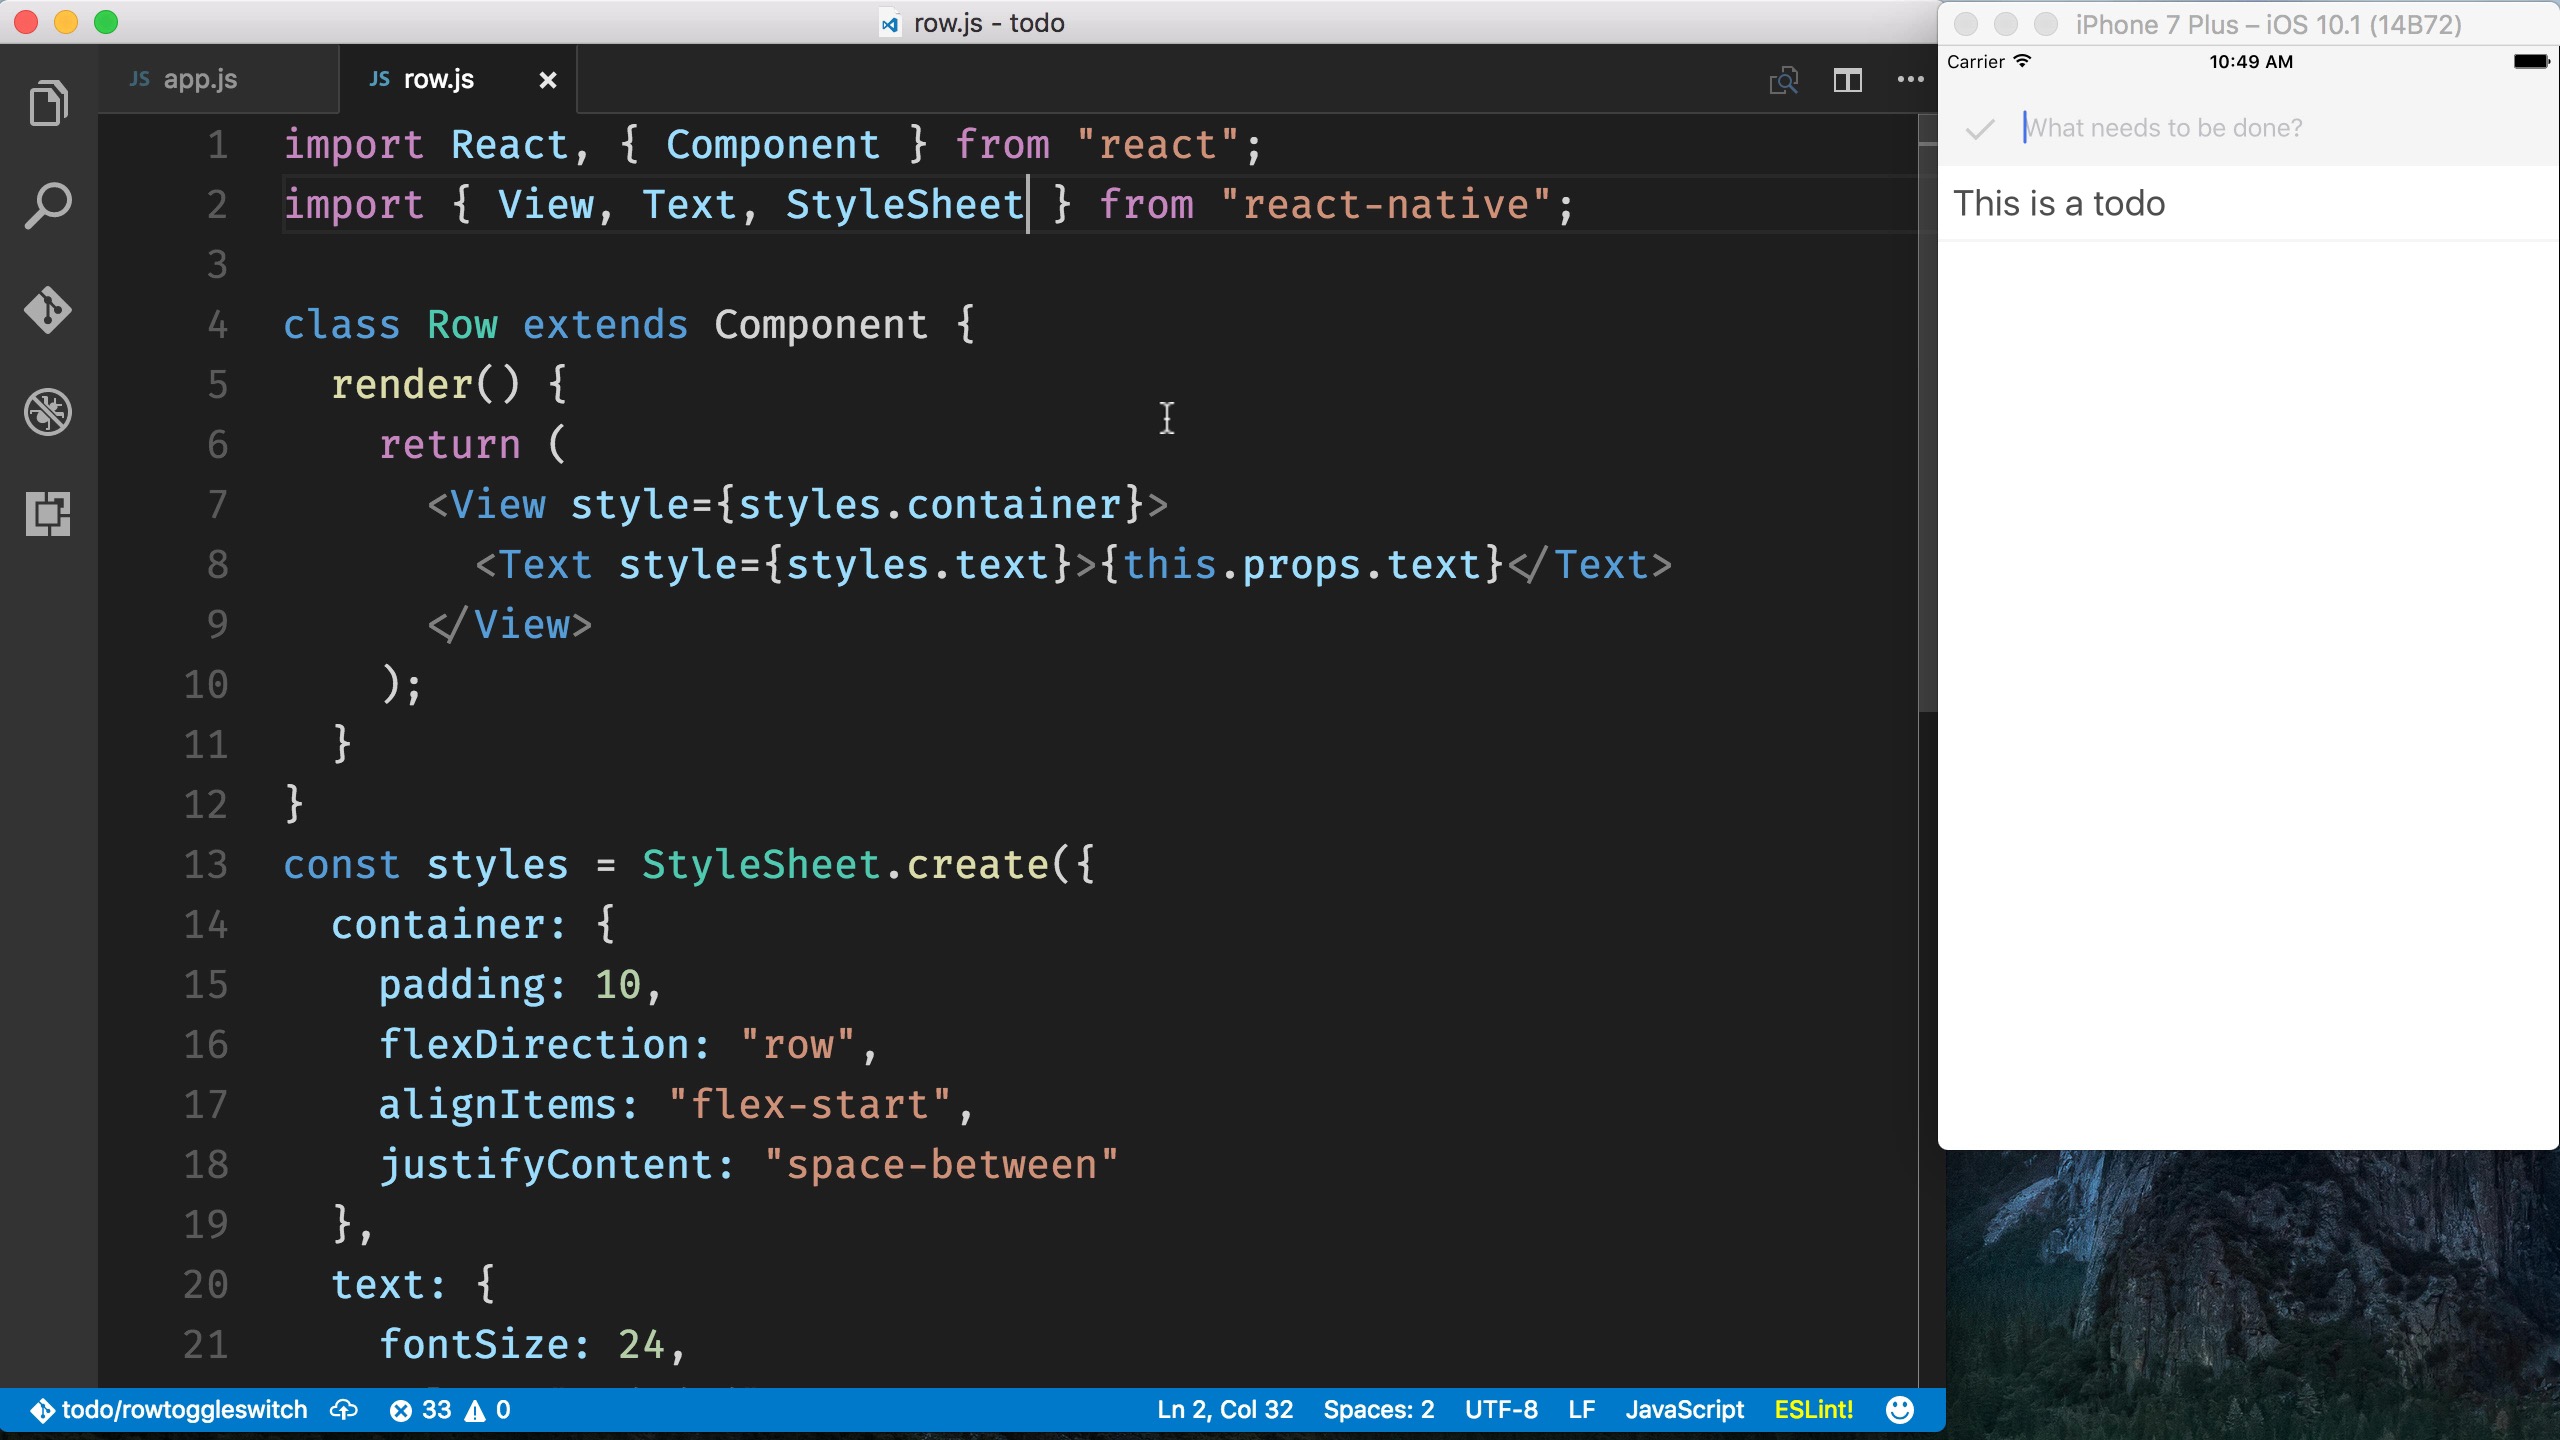 row.js - todo
JS app.js
JS row.js
1 import React, { Component } from "react";
2 import { View, Text, StyleSheet } from "react-native";
3
4 class Row extends Component {
5 render() {
6 return (
7 <View style={styles.container}>
8 <Text style={styles.text}>{this.props.text}</Text>
9 </View>
10 );
11 }
12 }
13 const styles = StyleSheet.create({
14 container: {
15 padding: 10,
16 flexDirection: "row",
17 alignItems: "flex-start",
18 justifyContent: "space-between"
19 },
20 text: {
21 fontSize: 24,
todo/rowtoggleswitch 33 0
Ln 2, Col 32 Spaces: 2 UTF-8 LF JavaScript ESLint!
iPhone 7 Plus – iOS 10.1 (14B72)
Carrier 10:49 AM
What needs to be done?
This is a todo